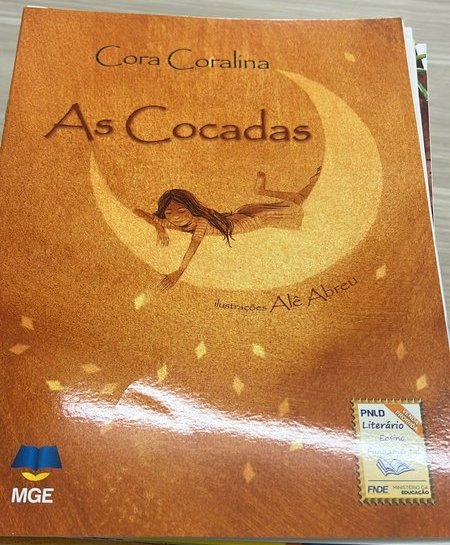 Cora Coralina
As Cocadas
ilustrações Alê Abreu
PNLD
Literário
Ensino
Fundamental
FNDE MINISTÉRIO DA
EDUCAÇÃO
MGE